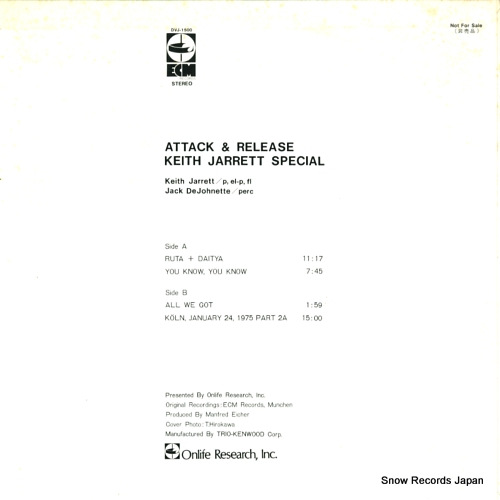 DVJ-1900
ECM
STEREO
Not For Sale
(非売品)
ATTACK & RELEASE
KEITH JARRETT SPECIAL
Keith Jarrett/p, el-p, fl
Jack DeJohnette/perc
Side A
RUTA + DAITYA 11:17
YOU KNOW, YOU KNOW 7:45
Side B
ALL WE GOT 1:59
KÖLN, JANUARY 24, 1975 PART 2A 15:00
Presented By Onlife Research, Inc.
Original Recordings:ECM Records, Munchen
Produced By Manfred Eicher
Cover Photo:T.Hirokawa
Manufactured By TRIO-KENWOOD Corp.
Onlife Research, Inc.
Snow Records Japan